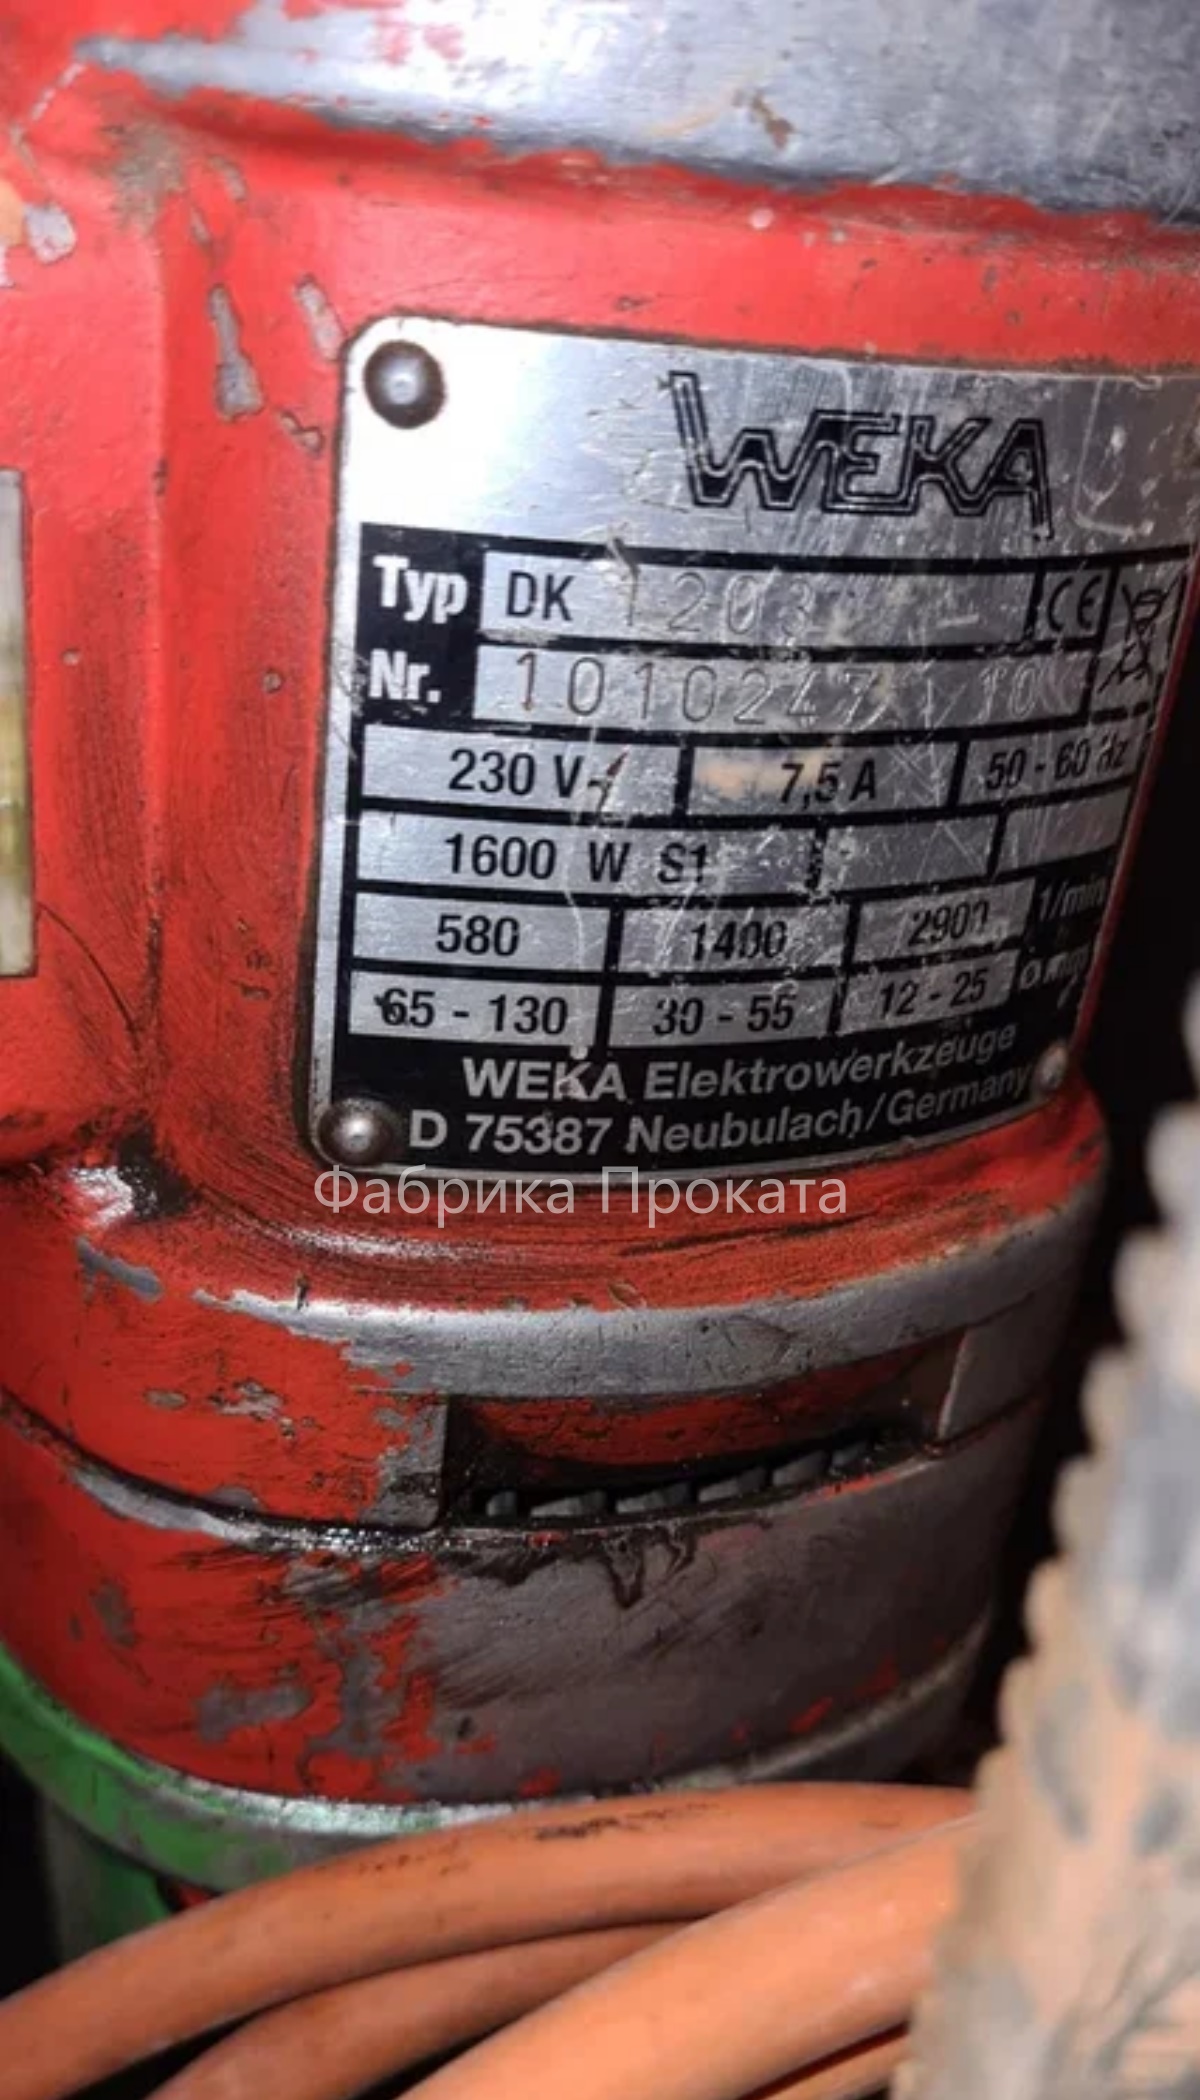 WEKA
Typ DK 1203 CE
Nr. 1010247 10
230 V~ 7,5 A 50 - 60 Hz
1600 W S1
580 1400 2900 1/min
65 - 130 30 - 55 12 - 25
WEKA Elektrowerkzeuge
D 75387 Neubulach/Germany
Фабрика Проката